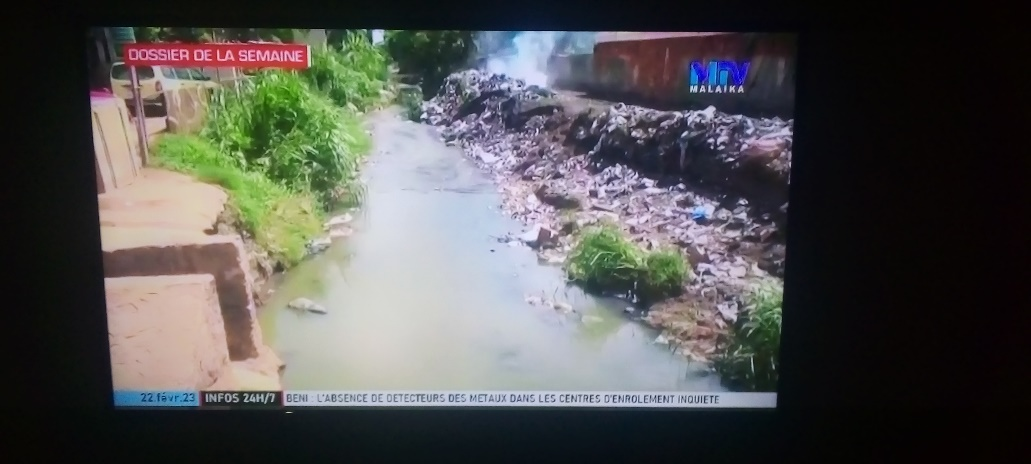 DOSSIER DE LA SEMAINE
MTV
MALAIKA
22.févr.23
INFOS 24H/7
BENI : L'ABSENCE DE DETECTEURS DES METAUX DANS LES CENTRES D'ENROLEMENT INQUIETE